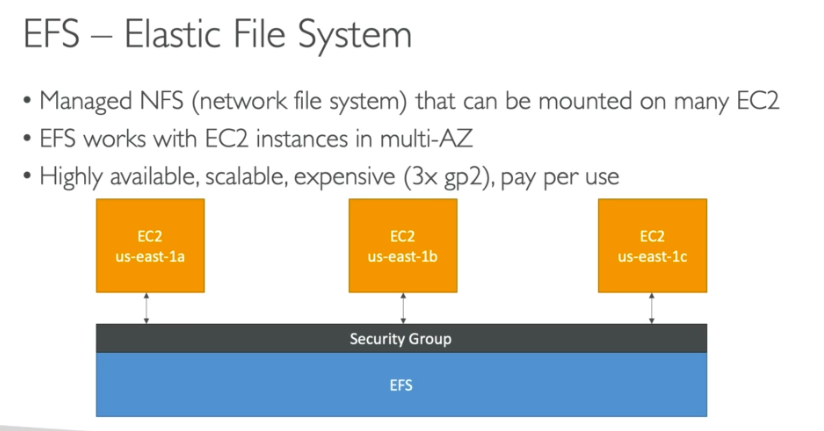 EFS – Elastic File System
• Managed NFS (network file system) that can be mounted on many EC2
• EFS works with EC2 instances in multi-AZ
• Highly available, scalable, expensive (3x gp2), pay per use
EC2
us-east-1a
EC2
us-east-1b
EC2
us-east-1c
Security Group
EFS